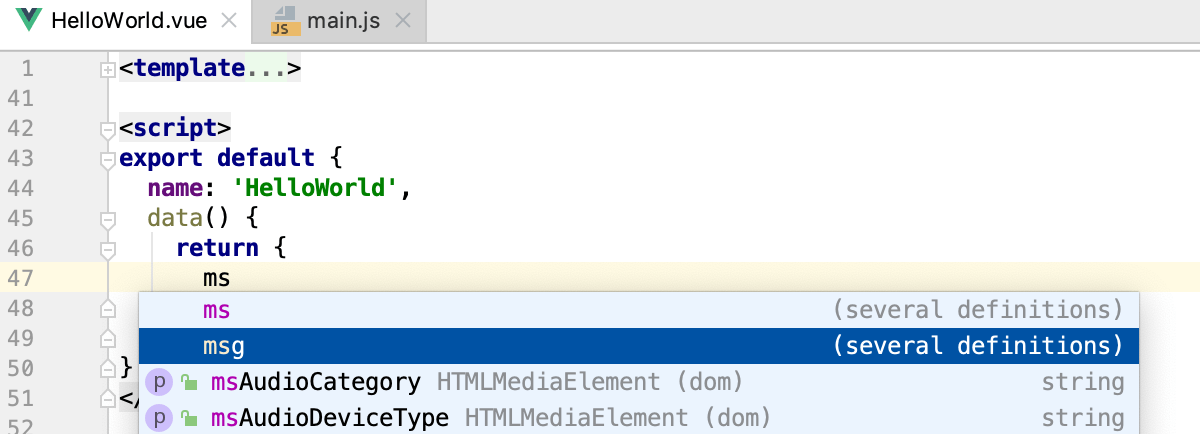 HelloWorld.vue
JS main.js
1 <template...>
41
42 <script>
43 export default {
44 name: 'HelloWorld',
45 data() {
46 return {
47 ms
48 ms (several definitions)
49 msg (several definitions)
50 }
p msAudioCategory HTMLMediaElement (dom) string
51 </
p msAudioDeviceType HTMLMediaElement (dom) string
52